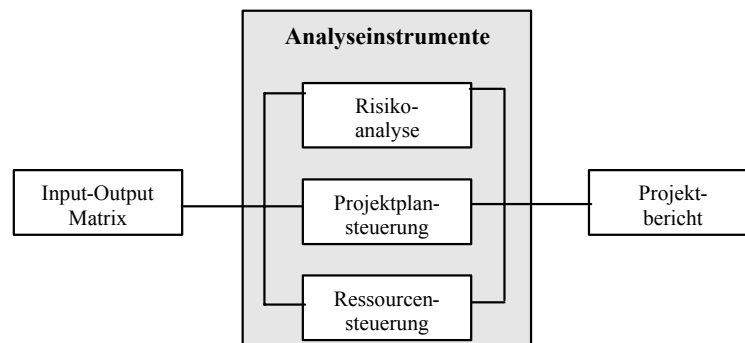 Analyseinstrumente
Risiko-
analyse
Input-Output
Matrix
Projektplan-
steuerung
Projekt-
bericht
Ressourcen-
steuerung